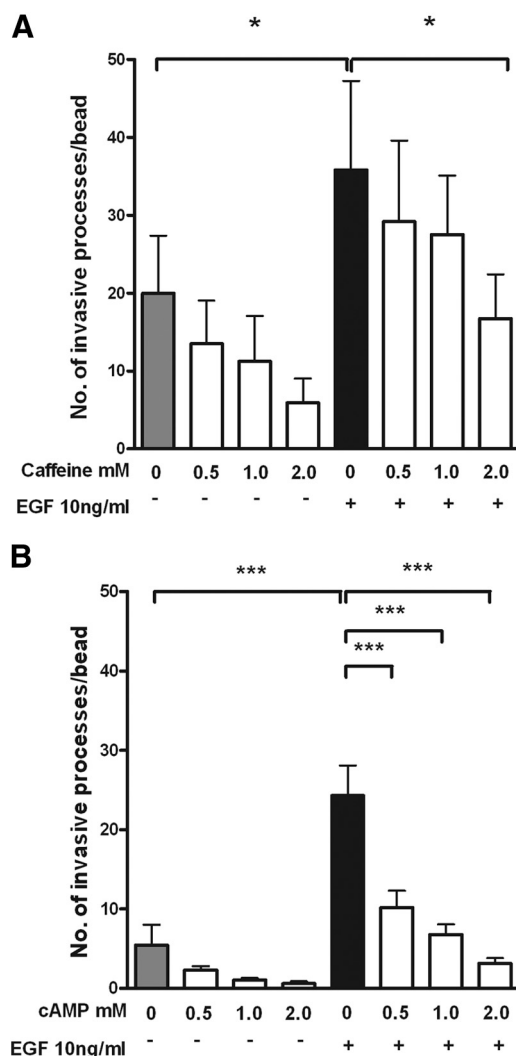 A
* *
No. of invasive processes/bead
50
40
30
20
10
0
Caffeine mM 0 0.5 1.0 2.0 0 0.5 1.0 2.0
EGF 10ng/ml - - - - + + + +
B
*** ***
***
***
No. of invasive processes/bead
50
40
30
20
10
0
cAMP mM 0 0.5 1.0 2.0 0 0.5 1.0 2.0
EGF 10ng/ml - - - - + + + +